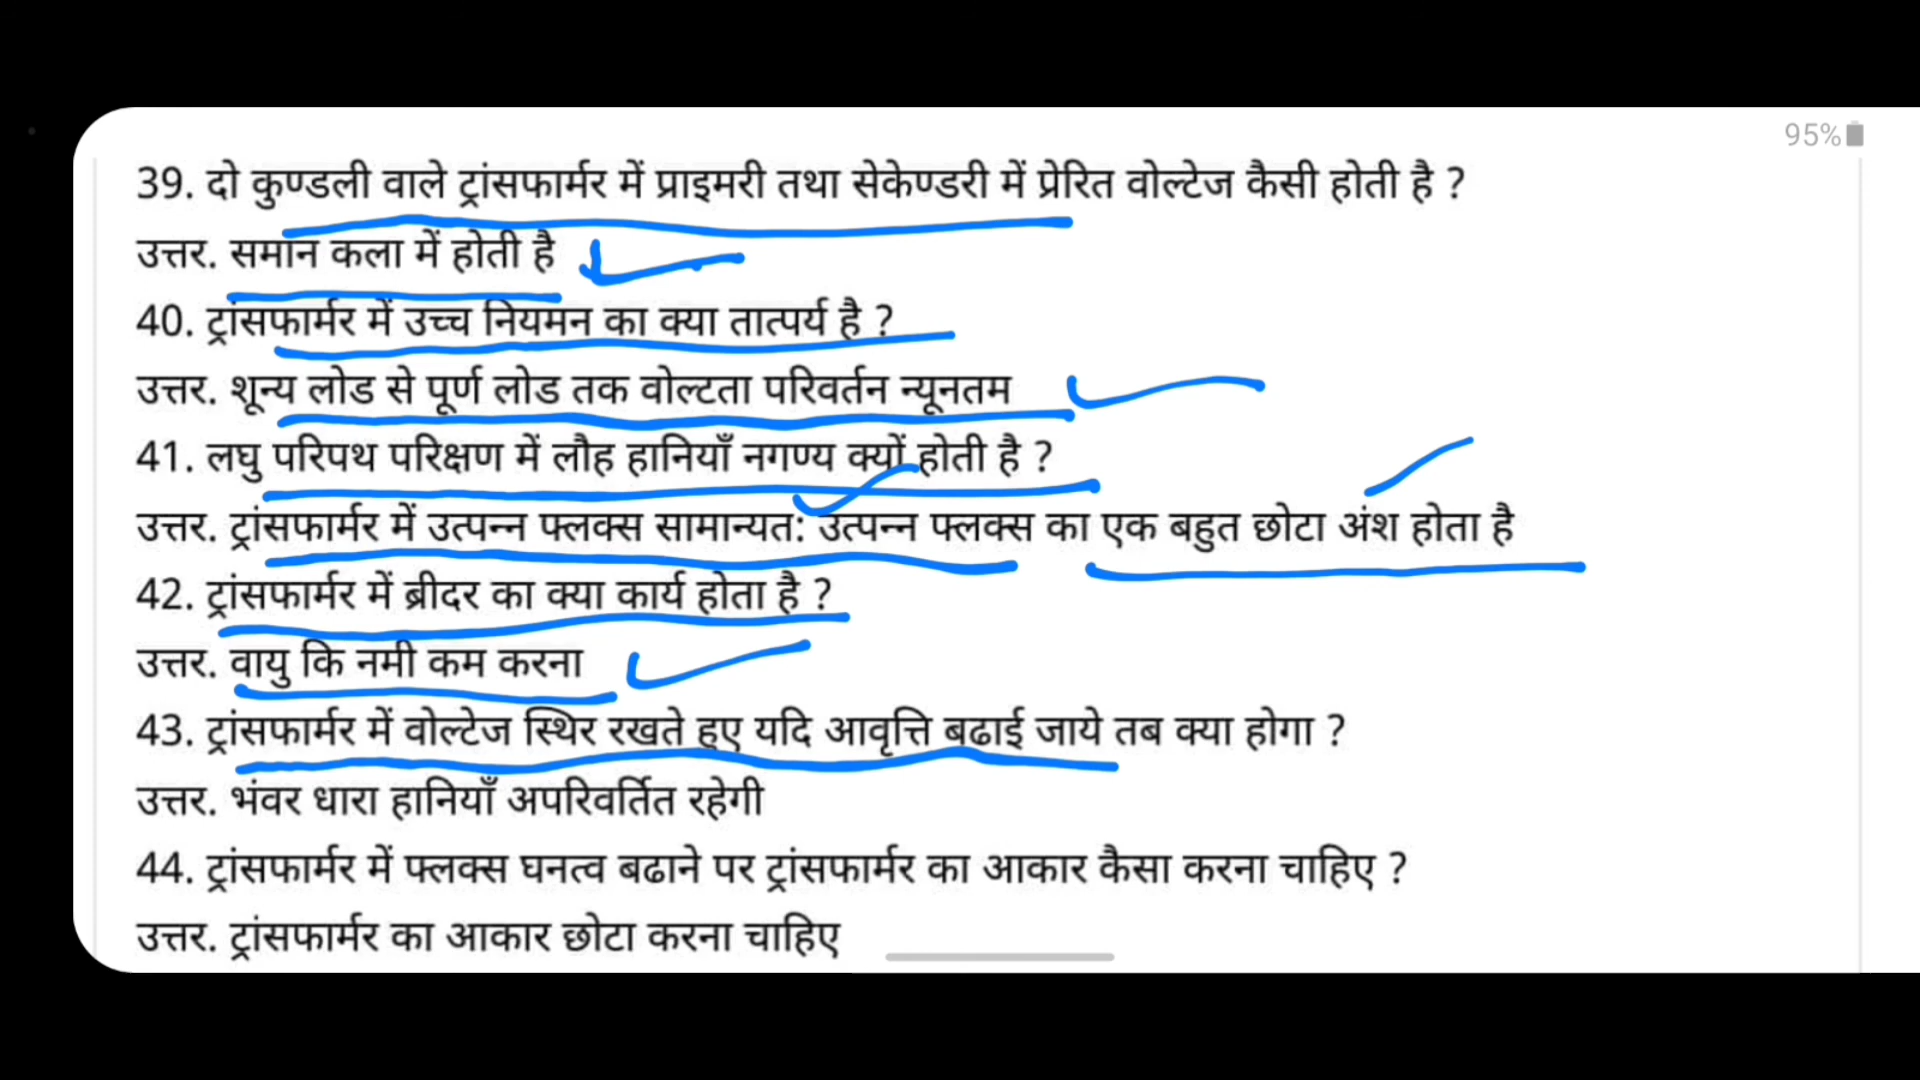 95%
39. दो कुण्डली वाले ट्रांसफार्मर में प्राइमरी तथा सेकेण्डरी में प्रेरित वोल्टेज कैसी होती है ?
उत्तर. समान कला में होती है
40. ट्रांसफार्मर में उच्च नियमन का क्या तात्पर्य है ?
उत्तर. शून्य लोड से पूर्ण लोड तक वोल्टता परिवर्तन न्यूनतम
41. लघु परिपथ परिक्षण में लौह हानियाँ नगण्य क्यों होती है ?
उत्तर. ट्रांसफार्मर में उत्पन्न फ्लक्स सामान्यत: उत्पन्न फ्लक्स का एक बहुत छोटा अंश होता है
42. ट्रांसफार्मर में ब्रीदर का क्या कार्य होता है ?
उत्तर. वायु कि नमी कम करना
43. ट्रांसफार्मर में वोल्टेज स्थिर रखते हुए यदि आवृत्ति बढाई जाये तब क्या होगा ?
उत्तर. भंवर धारा हानियाँ अपरिवर्तित रहेगी
44. ट्रांसफार्मर में फ्लक्स घनत्व बढाने पर ट्रांसफार्मर का आकार कैसा करना चाहिए ?
उत्तर. ट्रांसफार्मर का आकार छोटा करना चाहिए